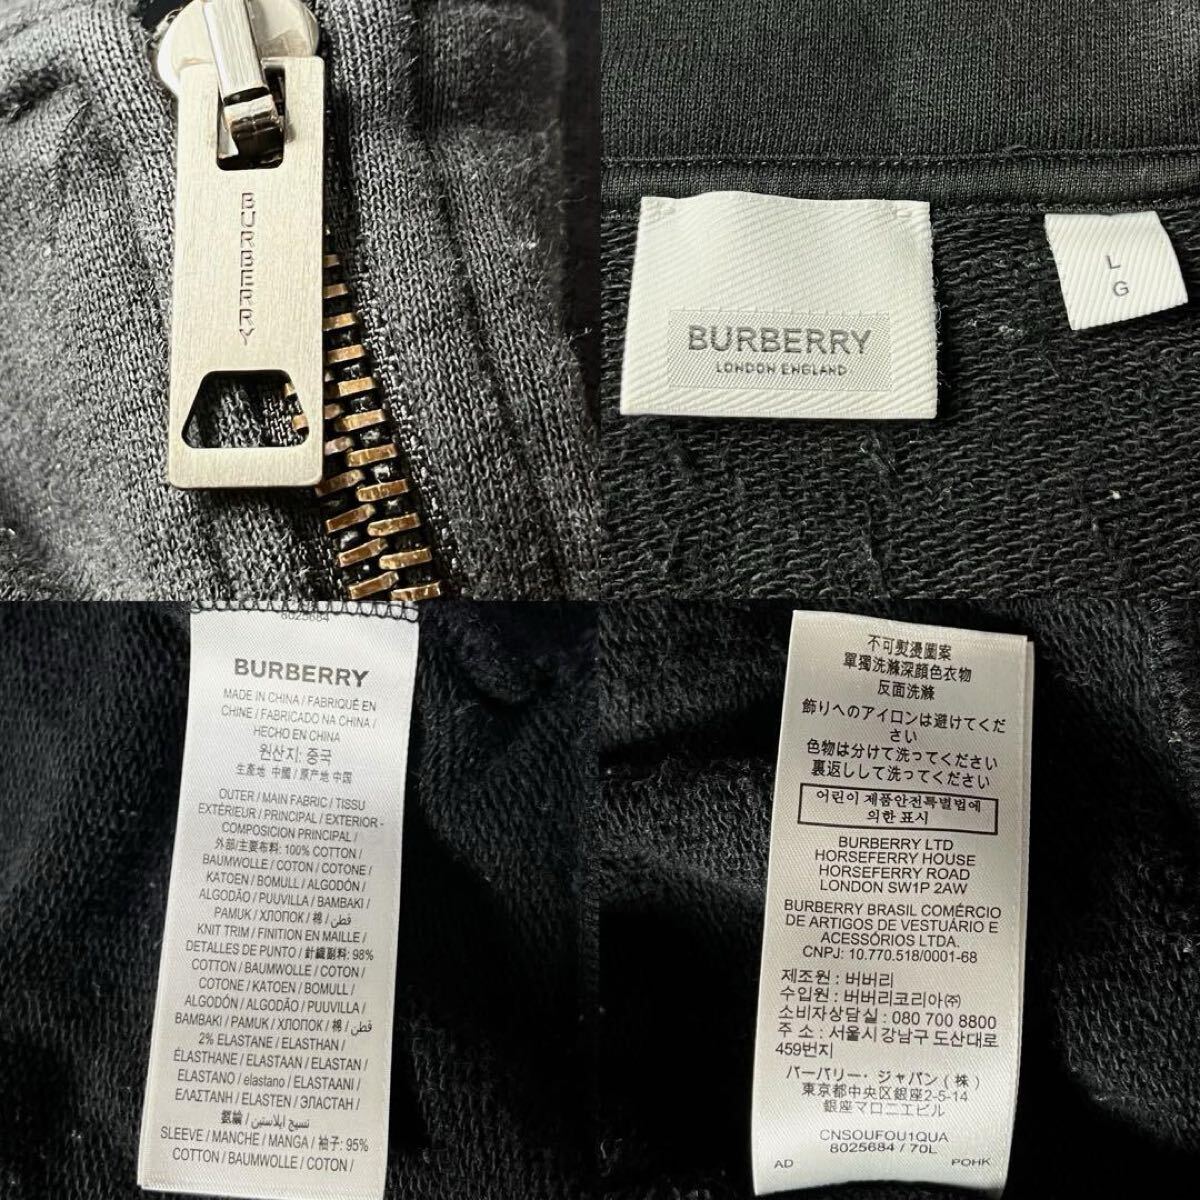 BURBERRY
BURBERRY
LONDON ENGLAND
L
G
8025684
BURBERRY
MADE IN CHINA / FABRIQUÉ EN
CHINE / FABRICADO NA CHINA /
HECHO EN CHINA
원산지: 중국
生產地 中國 / 原产地 中国
OUTER / MAIN FABRIC / TISSU
EXTÉRIEUR / PRINCIPAL / EXTERIOR -
COMPOSICION PRINCIPAL /
外部/主要布料: 100% COTTON /
BAUMWOLLE / COTON / COTONE /
KATOEN / BOMULL / ALGODÓN /
ALGODÃO / PUUVILLA / BAMBAKI /
PAMUK / ХЛОПОК / 棉 / قطن
KNIT TRIM / FINITION EN MAILLE /
DETALLES DE PUNTO / 針織副料: 98%
COTTON / BAUMWOLLE / COTON /
COTONE / KATOEN / BOMULL /
ALGODÓN / ALGODÃO / PUUVILLA /
BAMBAKI / PAMUK / ХЛОПОК / 棉 / قطن
2% ELASTANE / ELASTHAN /
ÉLASTHANE / ELASTAAN / ELASTAN /
ELASTANO / elastano / ELASTAANI /
ΕΛΑΣΤΑΝΗ / ELASTEN / ЭЛАСТАН /
氨綸 / نسيج ايلاستين
SLEEVE / MANCHE / MANGA / 袖子: 95%
COTTON / BAUMWOLLE / COTON /
不可熨燙圖案
單獨洗滌深顏色衣物
反面洗滌
飾りへのアイロンは避けてくだ
さい
色物は分けて洗ってください
裏返しして洗ってください
어린이 제품안전특별법에
의한 표시
BURBERRY LTD
HORSEFERRY HOUSE
HORSEFERRY ROAD
LONDON SW1P 2AW
BURBERRY BRASIL COMÉRCIO
DE ARTIGOS DE VESTUÁRIO E
ACESSÓRIOS LTDA.
CNPJ: 10.770.518/0001-68
제조원 : 버버리
수입원 : 버버리코리아㈜
소비자상담실 : 080 700 8800
주 소 : 서울시 강남구 도산대로
459번지
バーバリー・ジャパン(株)
東京都中央区銀座2-5-14
銀座マロニエビル
CNSOUFOU1QUA
8025684 / 70L
AD POHK